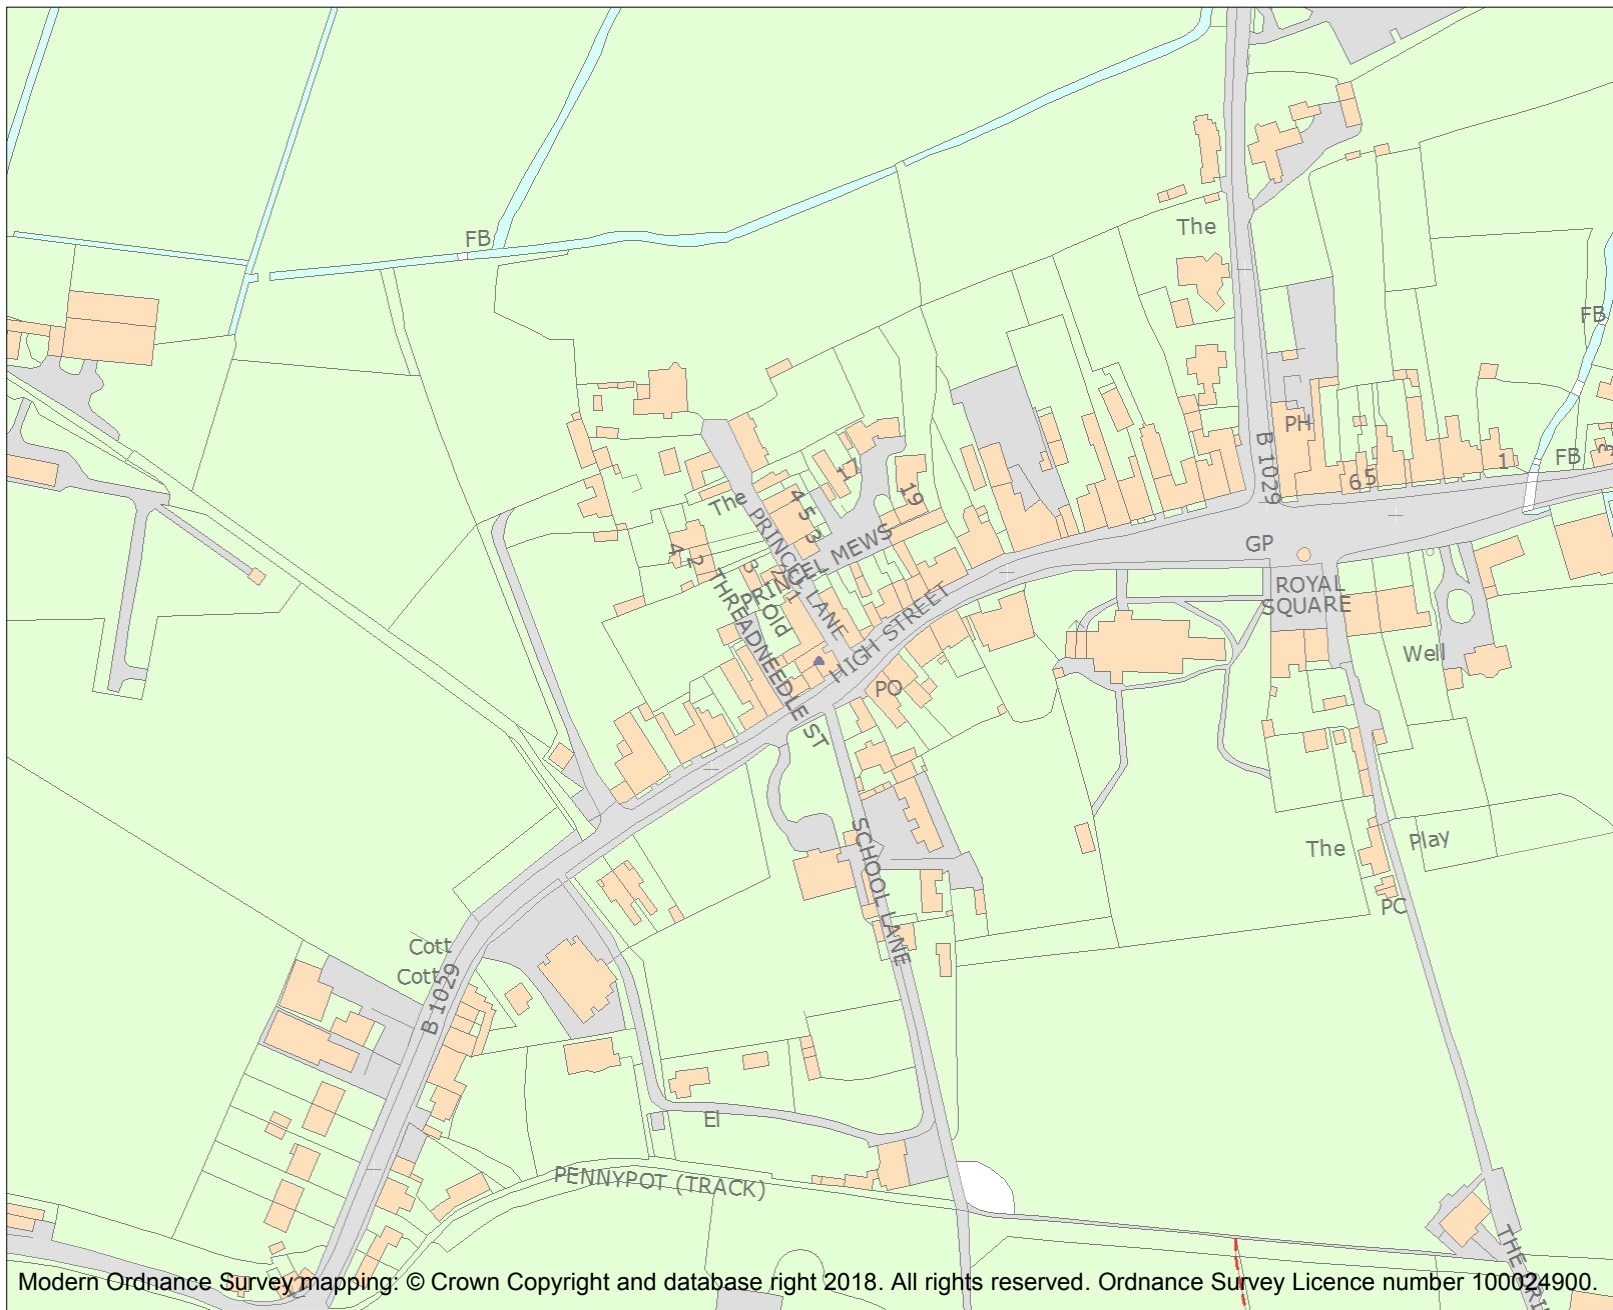 FB
The
FB
B 1029
PH
17
1
FB
6 5
19
The
4
5
3
GP
PRINCEL LANE
PRINCEL MEWS
4
2
3
2
1
Old
ROYAL
SQUARE
THREADNEEDLE ST
HIGH STREET
Well
PO
SCHOOL LANE
The
Play
PC
Cott
Cott
B 1029
El
PENNYPOT (TRACK)
Modern Ordnance Survey mapping: © Crown Copyright and database right 2018. All rights reserved. Ordnance Survey Licence number 100024900.